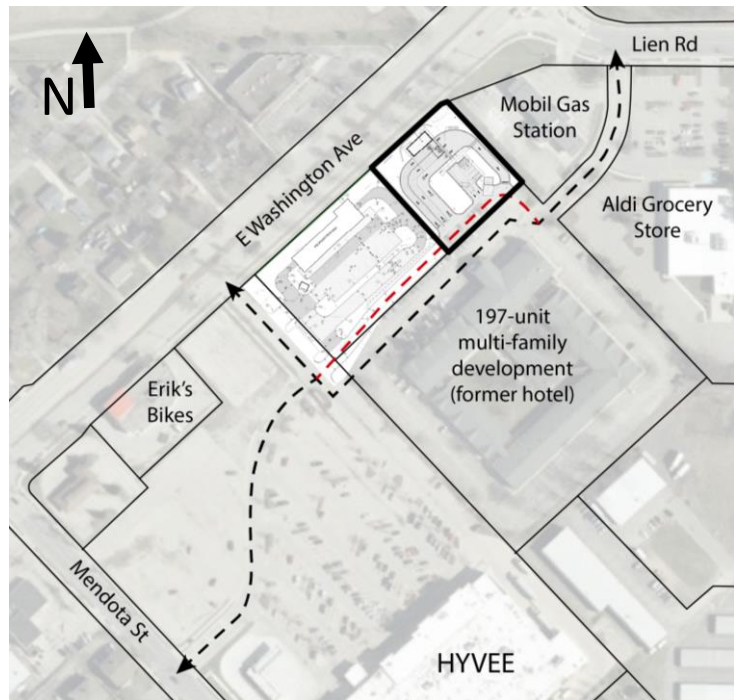 N
Lien Rd
Mobil Gas
Station
E Washington Ave
Aldi Grocery
Store
197-unit
multi-family
development
(former hotel)
Erik's
Bikes
Mendota St
HYVEE